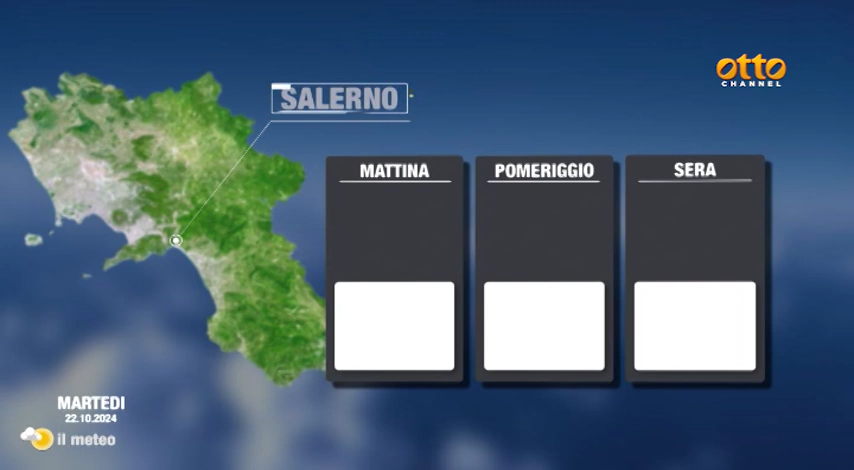 otto
CHANNEL
SALERNO
MATTINA
POMERIGGIO
SERA
MARTEDI
22.10.2024
il meteo